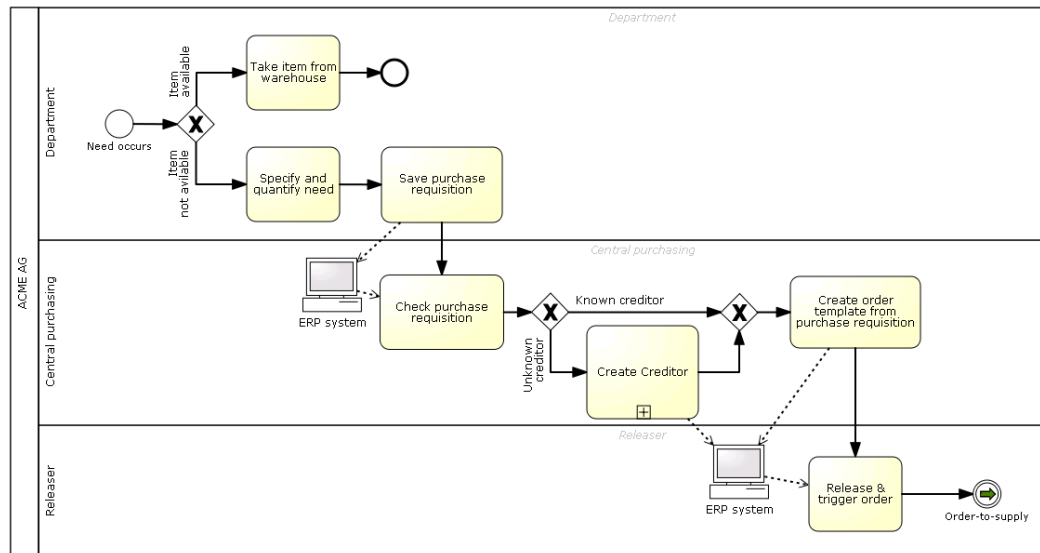 ACME AG
Department
Department
Need occurs
Item
available
Take item from
warehouse
Item
not avilable
Specify and
quantify need
Save purchase
requisition
Central purchasing
Central purchasing
ERP system
Check purchase
requisition
Known creditor
Unknown
creditor
Create Creditor
Create order
template from
purchase requisition
Releaser
Releaser
ERP system
Release &
trigger order
Order-to-supply